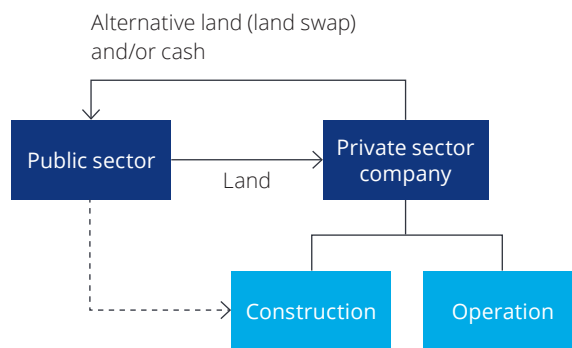 Alternative land (land swap)
and/or cash
Public sector
Private sector
company
Land
Construction
Operation